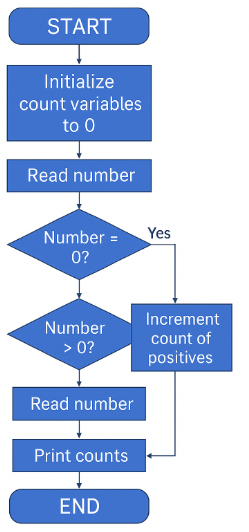 START
Initialize
count variables
to 0
Read number
Number =
0?
Yes
Number
> 0?
Increment
count of
positives
Read number
Print counts
END